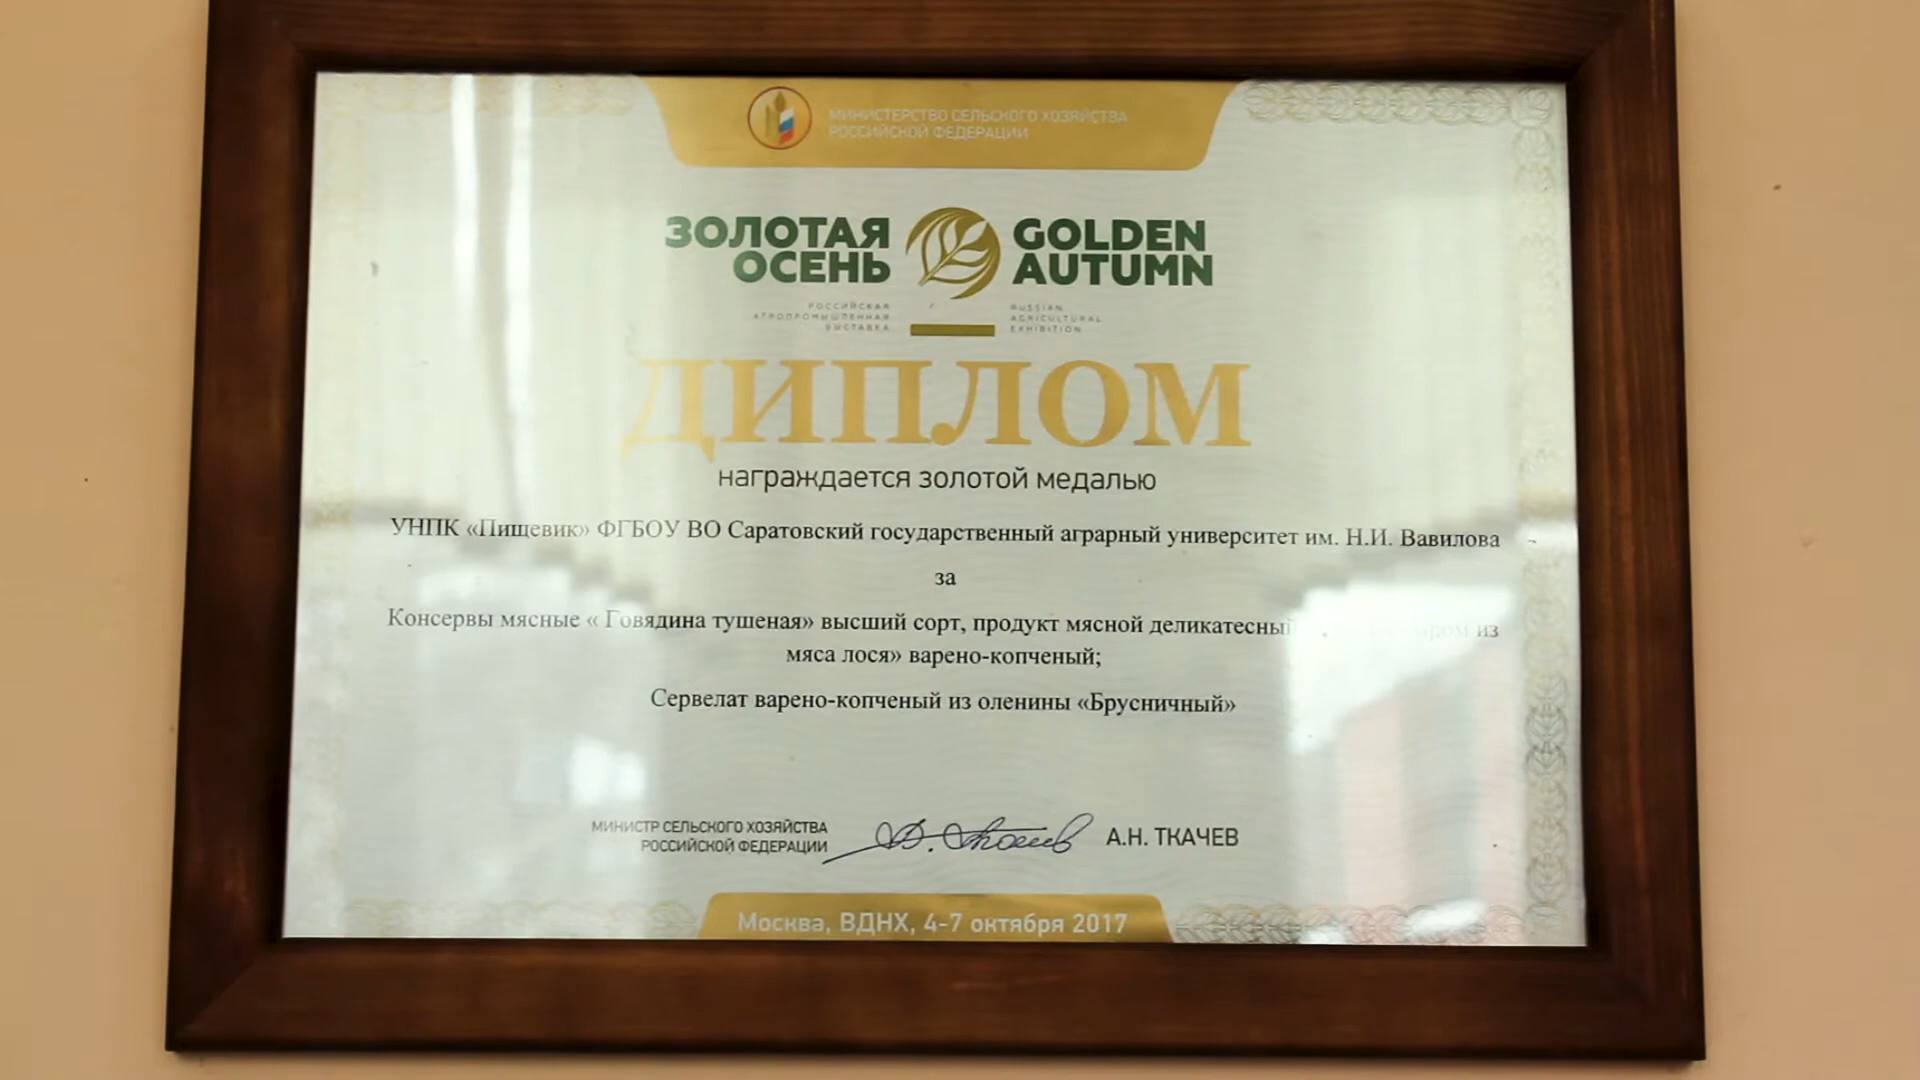 МИНИСТЕРСТВО СЕЛЬСКОГО ХОЗЯЙСТВА
РОССИЙСКОЙ ФЕДЕРАЦИИ
ЗОЛОТАЯ
ОСЕНЬ
GOLDEN
AUTUMN
РОССИЙСКАЯ
АГРОПРОМЫШЛЕННАЯ
ВЫСТАВКА
RUSSIAN
AGRICULTURAL
EXHIBITION
ДИПЛОМ
награждается золотой медалью
УНПК «Пищевик» ФГБОУ ВО Саратовский государственный аграрный университет им. Н.И. Вавилова
за
Консервы мясные « Говядина тушеная» высший сорт, продукт мясной деликатесный из
мяса лося» варено-копченый;
Сервелат варено-копченый из оленины «Брусничный»
МИНИСТР СЕЛЬСКОГО ХОЗЯЙСТВА
РОССИЙСКОЙ ФЕДЕРАЦИИ
А.Н. ТКАЧЕВ
Москва, ВДНХ, 4-7 октября 2017